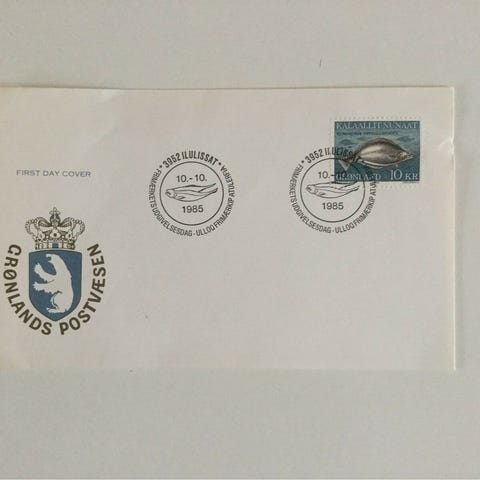 FIRST DAY COVER
GRØNLANDS POSTVÆSEN
3952 ILULISSAT
10.-10.
1985
FRIMÆRKETS UDGIVELSESDAG - ULLOQ FRIMÆRKIP ATULERFIA
3952 ILULISSAT
10.-10.
1985
FRIMÆRKETS UDGIVELSESDAG - ULLOQ FRIMÆRKIP
KALAALLIT NUNAAT
GRØNLAND 10 KR